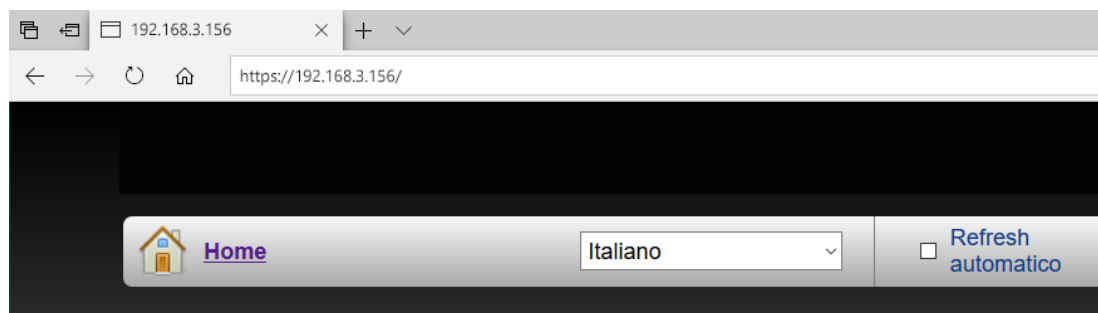 192.168.3.156
https://192.168.3.156/
Home
Italiano
Refresh
automatico